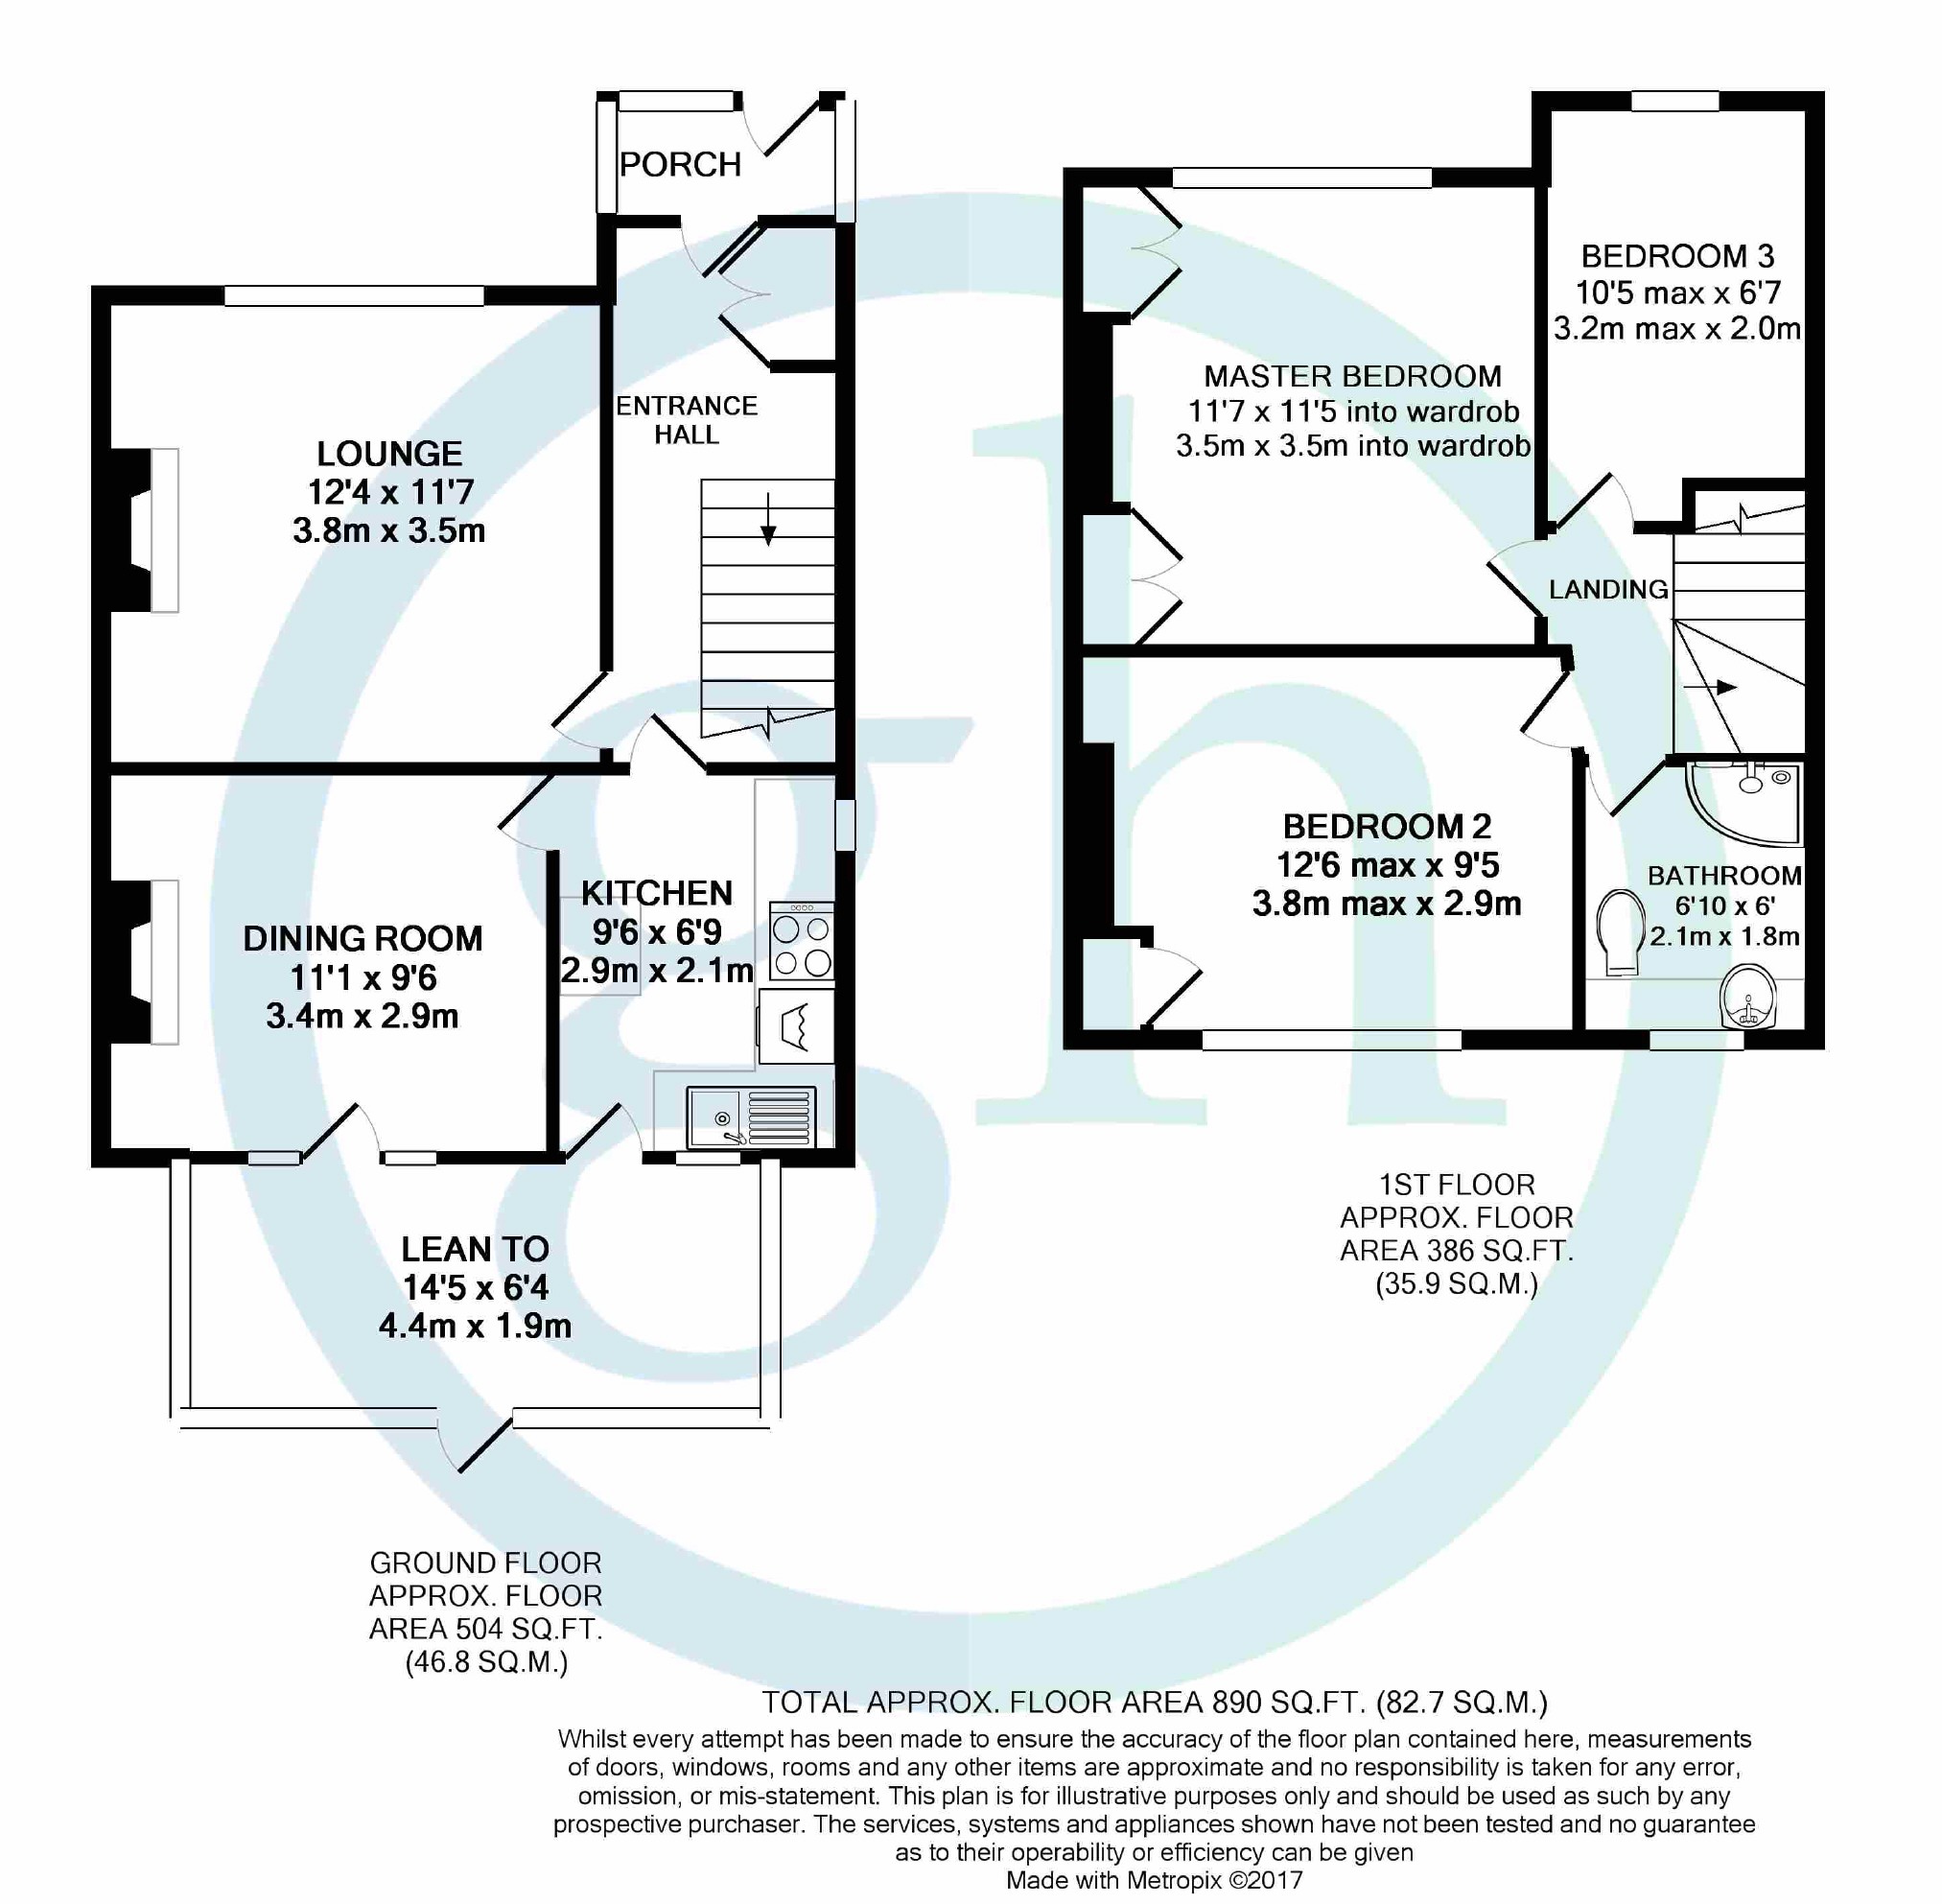 PORCH
ENTRANCE
HALL
LOUNGE
12'4 x 11'7
3.8m x 3.5m
DINING ROOM
11'1 x 9'6
3.4m x 2.9m
KITCHEN
9'6 x 6'9
2.9m x 2.1m
LEAN TO
14'5 x 6'4
4.4m x 1.9m
GROUND FLOOR
APPROX. FLOOR
AREA 504 SQ.FT.
(46.8 SQ.M.)
BEDROOM 3
10'5 max x 6'7
3.2m max x 2.0m
MASTER BEDROOM
11'7 x 11'5 into wardrob
3.5m x 3.5m into wardrob
LANDING
BEDROOM 2
12'6 max x 9'5
3.8m max x 2.9m
BATHROOM
6'10 x 6'
2.1m x 1.8m
1ST FLOOR
APPROX. FLOOR
AREA 386 SQ.FT.
(35.9 SQ.M.)
gh
TOTAL APPROX. FLOOR AREA 890 SQ.FT. (82.7 SQ.M.)
Whilst every attempt has been made to ensure the accuracy of the floor plan contained here, measurements
of doors, windows, rooms and any other items are approximate and no responsibility is taken for any error,
omission, or mis-statement. This plan is for illustrative purposes only and should be used as such by any
prospective purchaser. The services, systems and appliances shown have not been tested and no guarantee
as to their operability or efficiency can be given
Made with Metropix ©2017